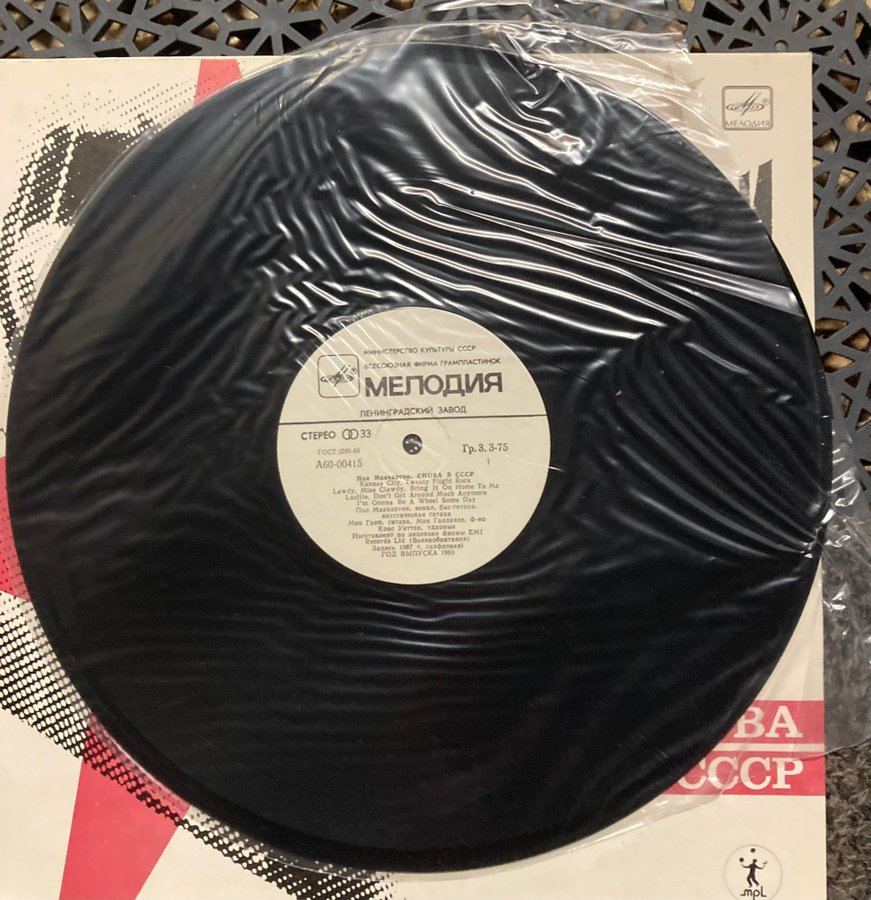 МЕЛОДИЯ
МИНИСТЕРСТВО КУЛЬТУРЫ СССР
ВСЕСОЮЗНАЯ ФИРМА ГРАМПЛАСТИНОК
МЕЛОДИЯ
ЛЕНИНГРАДСКИЙ ЗАВОД
СТЕРЕО 33
Гр. 3. 3-75
ГОСТ 5289-88
А60-00415
1
Пол Маккартни. СНОВА В СССР
Kansas City, Twenty Flight Rock
Lawdy, Miss Clawdy, Bring It On Home To Me
Lucille, Don't Get Around Much Anymore
I'm Gonna Be A Wheel Some Day
Пол Маккартни, вокал, бас-гитара,
акустическая гитара
Мик Грин, гитара, Мик Галлахер, ф-но
Крис Уиттен, ударные
Изготовлено по лицензии фирмы EMI
Records Ltd (Великобритания)
Запись 1987 г. (цифровая)
ГОД ВЫПУСКА 1989
ВА
СССР
mpl